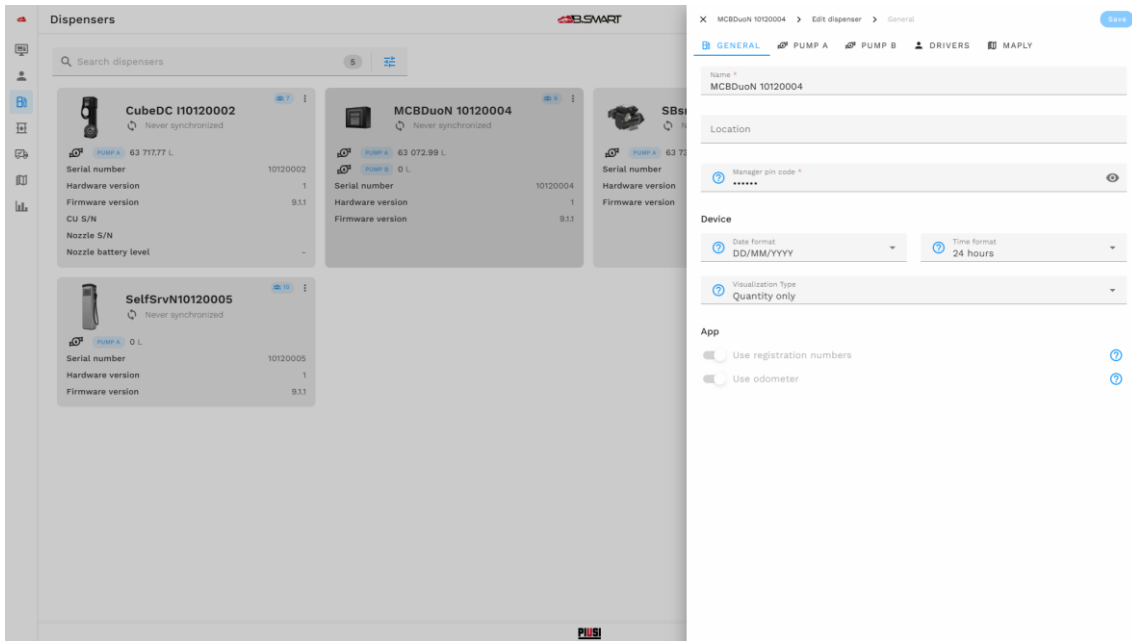 Dispensers
B.SMART
Search dispensers
5
7
CubeDC I10120002
Never synchronized
PUMP A 63 717.77 L
Serial number 10120002
Hardware version 1
Firmware version 9.1.1
CU S/N
Nozzle S/N
Nozzle battery level -
MCBDuoN 10120004
Never synchronized
PUMP A 63 072.99 L
PUMP B 0 L
Serial number 10120004
Hardware version 1
Firmware version 9.1.1
PUMP A 63 73
Serial number
Hardware version
Firmware version
10
SelfSrvN10120005
Never synchronized
PUMP A 0 L
Serial number 10120005
Hardware version 1
Firmware version 9.1.1
PIUSI
MCBDuoN 10120004 > Edit dispenser > General
Save
GENERAL PUMP A PUMP B DRIVERS MAPLY
Name *
MCBDuoN 10120004
Location
Manager pin code *
••••••
Device
Date format
DD/MM/YYYY
Time format
24 hours
Visualization Type
Quantity only
App
Use registration numbers
Use odometer